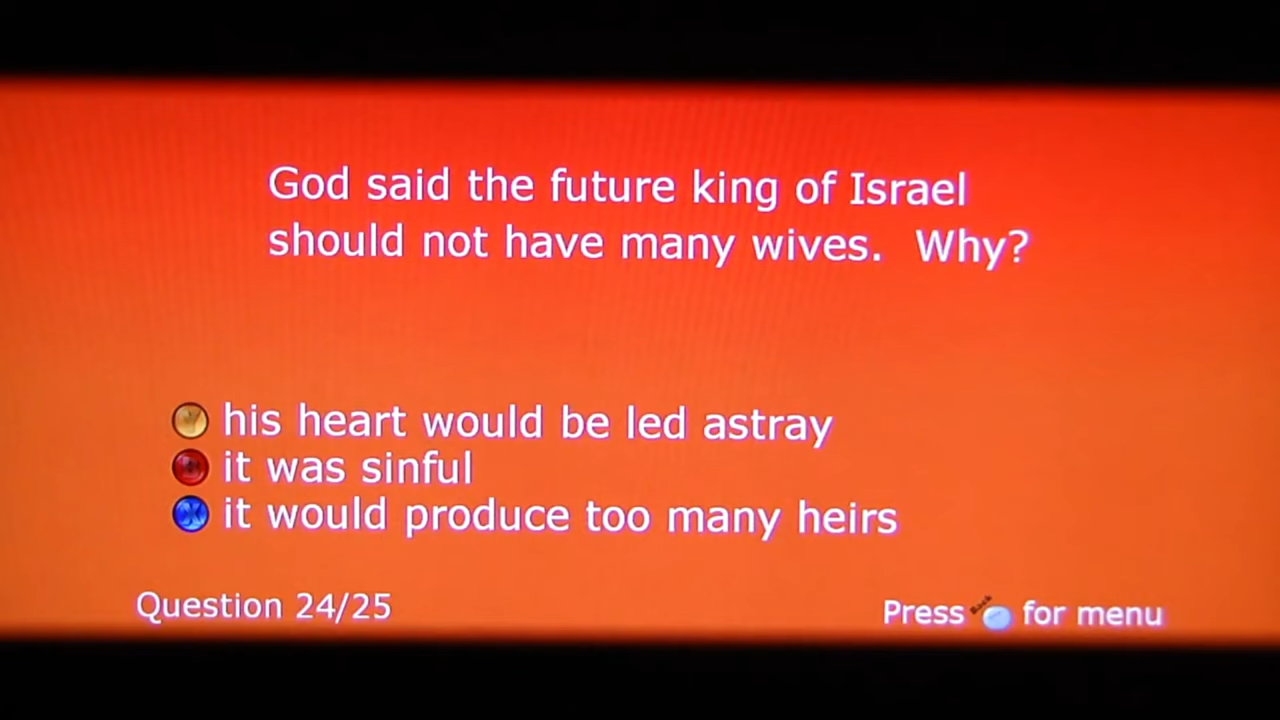 God said the future king of Israel
should not have many wives. Why?
Y his heart would be led astray
it was sinful
X it would produce too many heirs
Question 24/25
Press Back for menu